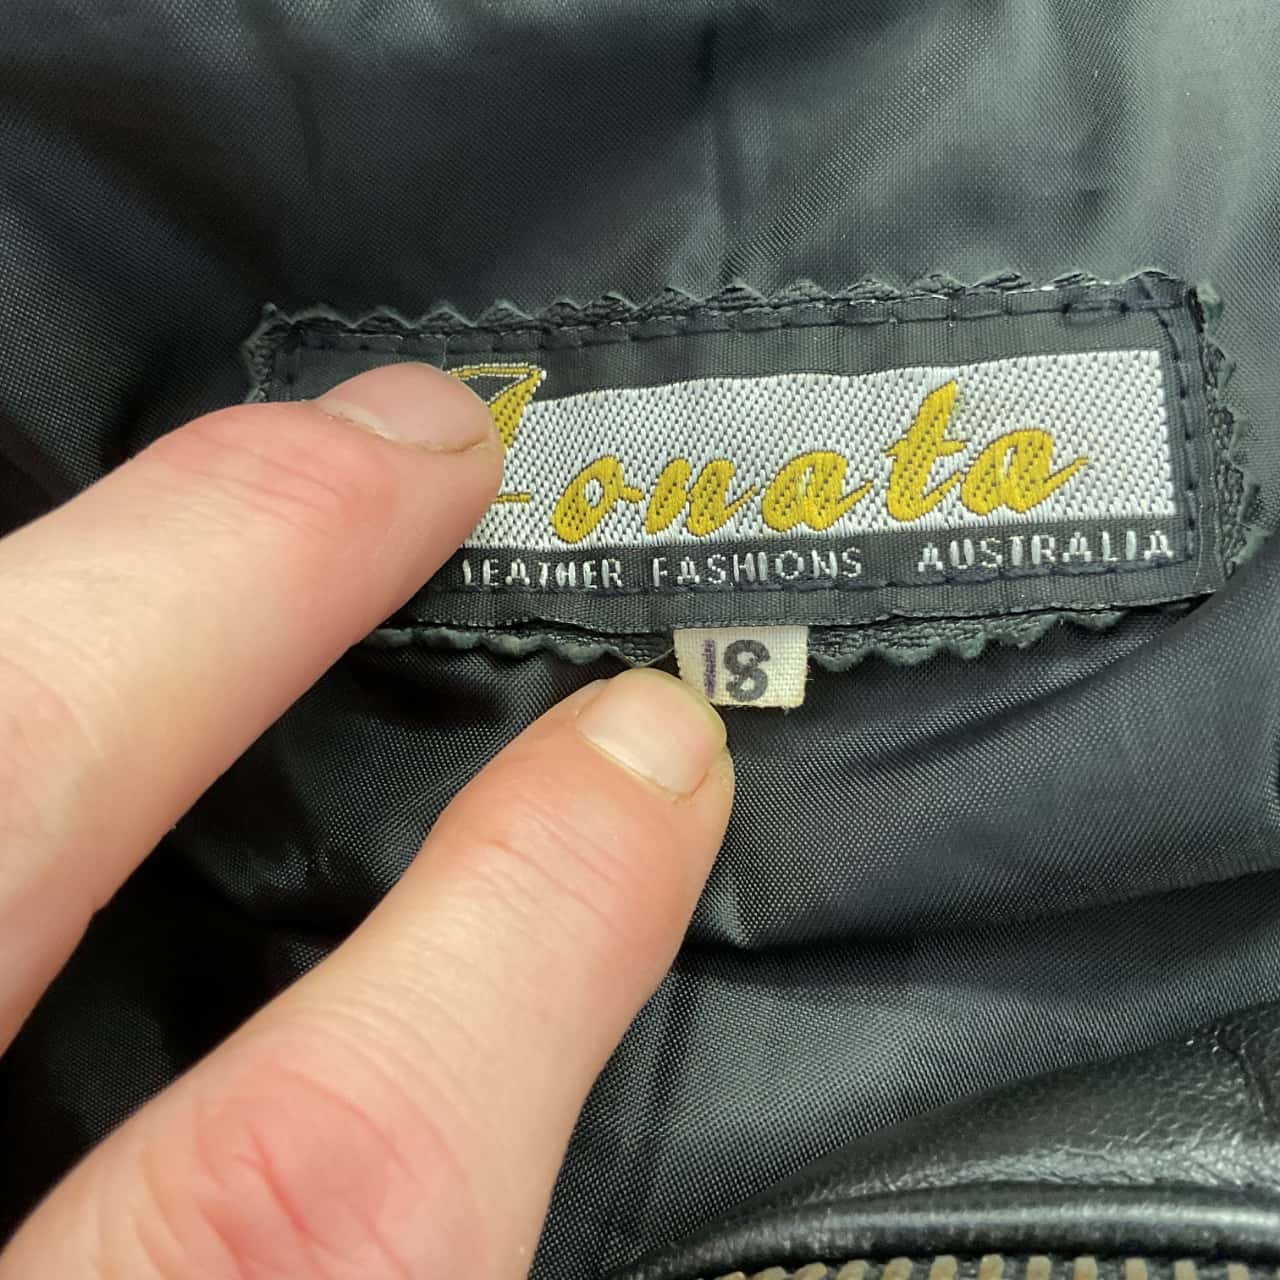 onata
LEATHER FASHIONS AUSTRALIA
18